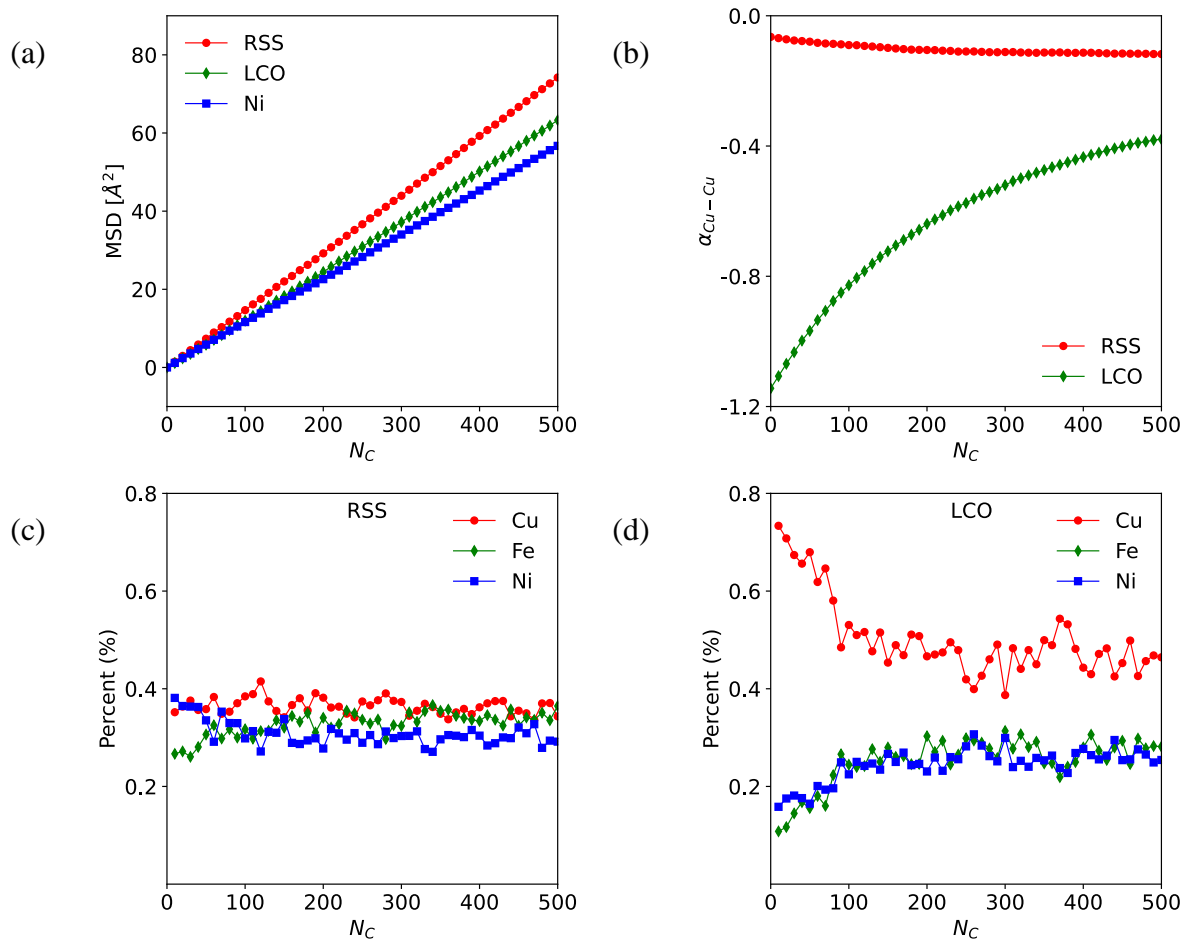 (a)
80
60
40
20
0
MSD [Å²]
RSS
LCO
Ni
0 100 200 300 400 500
N_C
(b)
0.0
-0.4
-0.8
-1.2
α_{Cu−Cu}
RSS
LCO
0 100 200 300 400 500
N_C
(c)
0.8
0.6
0.4
0.2
Percent (%)
RSS
Cu
Fe
Ni
0 100 200 300 400 500
N_C
(d)
0.8
0.6
0.4
0.2
Percent (%)
LCO
Cu
Fe
Ni
0 100 200 300 400 500
N_C